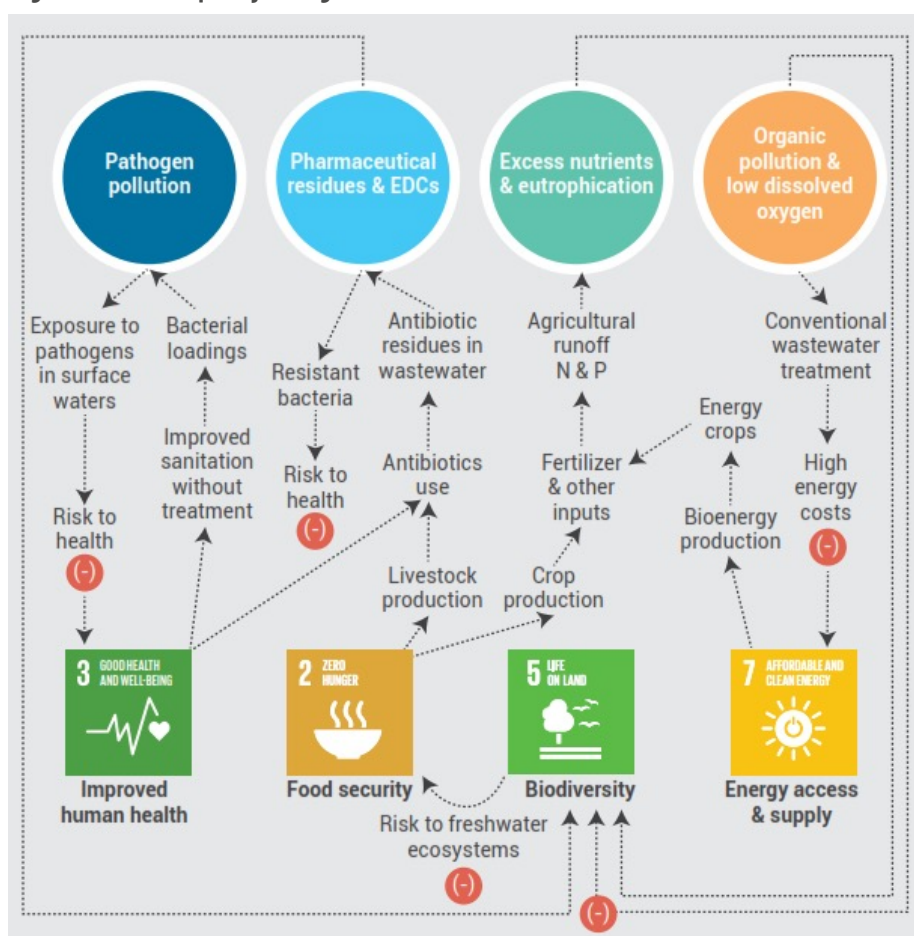 Pathogen
pollution
Pharmaceutical
residues & EDCs
Excess nutrients
& eutrophication
Organic
pollution &
low dissolved
oxygen
Exposure to
pathogens
in surface
waters
Bacterial
loadings
Resistant
bacteria
Antibiotic
residues in
wastewater
Agricultural
runoff
N & P
Conventional
wastewater
treatment
Energy
crops
Improved
sanitation
without
treatment
Risk to
health
(-)
Antibiotics
use
Fertilizer
& other
inputs
High
energy
costs
(-)
Risk to
health
(-)
Bioenergy
production
Livestock
production
Crop
production
3 GOOD HEALTH
AND WELL-BEING
2 ZERO
HUNGER
5 LIFE
ON LAND
7 AFFORDABLE AND
CLEAN ENERGY
Improved
human health
Food security
Biodiversity
Energy access
& supply
Risk to freshwater
ecosystems
(-)
(-)